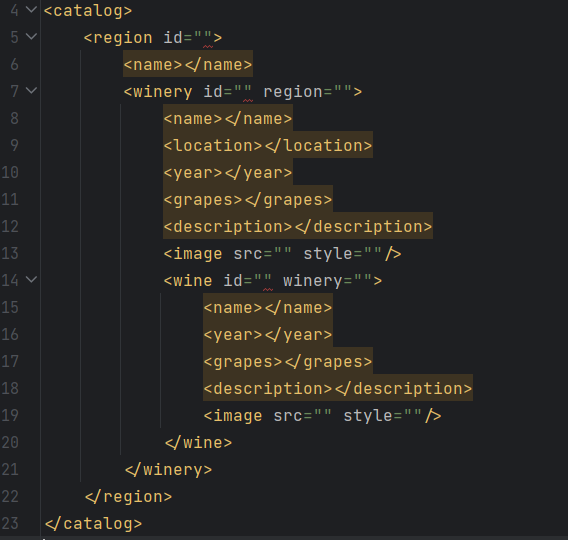 4 <catalog>
5 <region id="">
6 <name></name>
7 <winery id="" region="">
8 <name></name>
9 <location></location>
10 <year></year>
11 <grapes></grapes>
12 <description></description>
13 <image src="" style=""/>
14 <wine id="" winery="">
15 <name></name>
16 <year></year>
17 <grapes></grapes>
18 <description></description>
19 <image src="" style=""/>
20 </wine>
21 </winery>
22 </region>
23 </catalog>